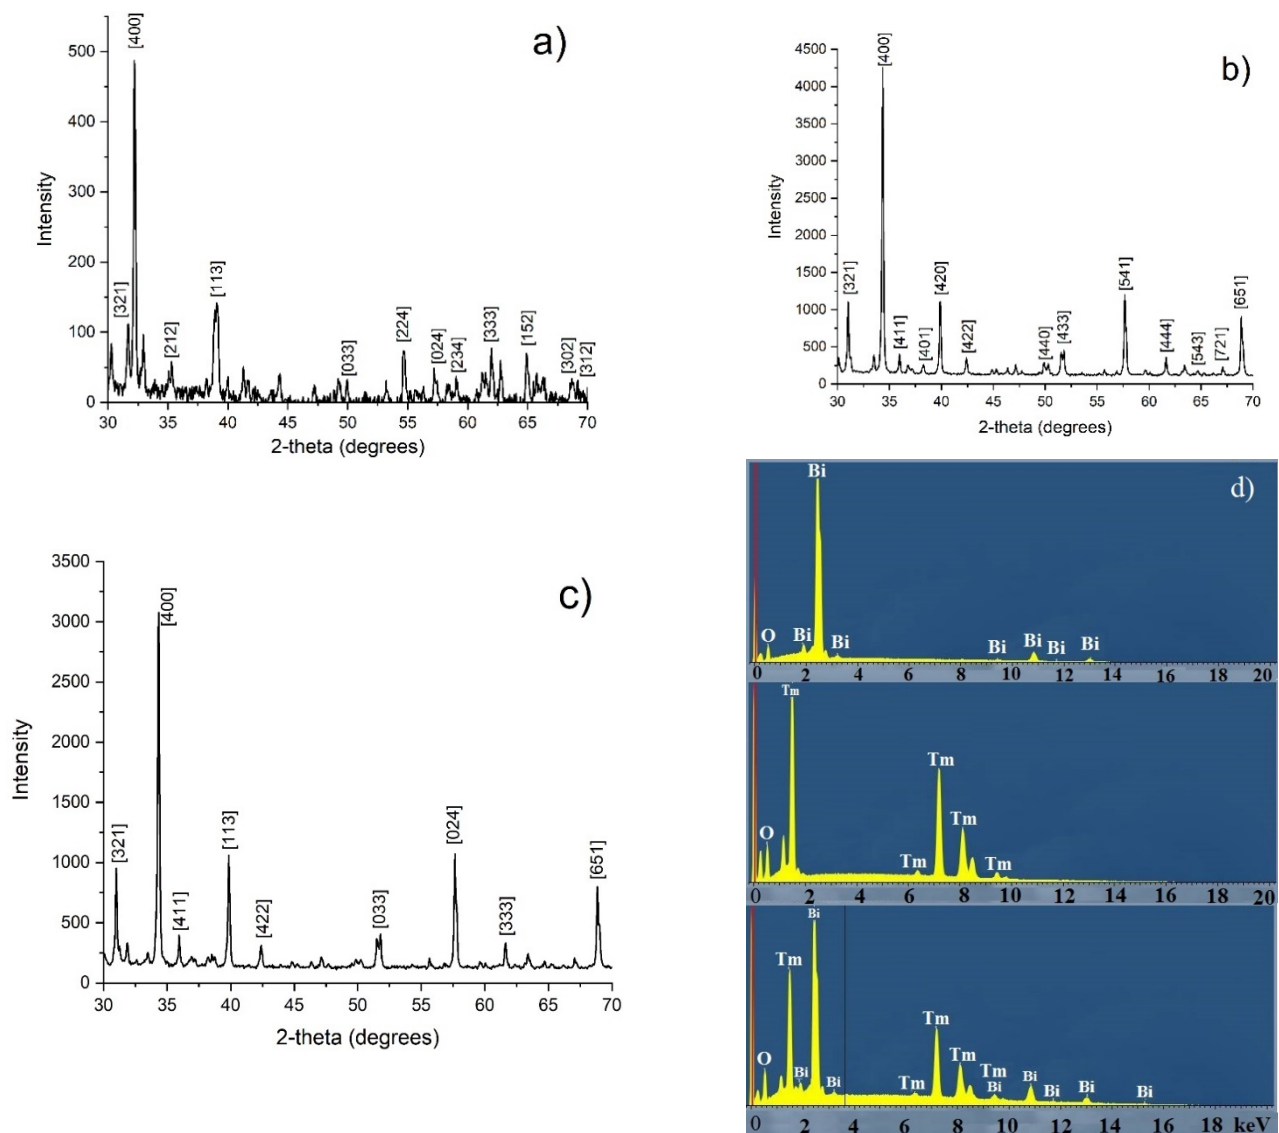 a)
[400]
[321]
[212]
[113]
[033]
[224]
[024]
[234]
[333]
[152]
[302]
[312]
500
400
300
200
100
0
Intensity
30 35 40 45 50 55 60 65 70
2-theta (degrees)
b)
[400]
[321]
[411]
[401]
[420]
[422]
[440]
[433]
[541]
[444]
[543]
[721]
[651]
4500
4000
3500
3000
2500
2000
1500
1000
500
0
Intensity
30 35 40 45 50 55 60 65 70
2-theta (degrees)
c)
[400]
[321]
[411]
[113]
[422]
[033]
[024]
[333]
[651]
3500
3000
2500
2000
1500
1000
500
0
Intensity
30 35 40 45 50 55 60 65 70
2-theta (degrees)
d)
Bi
O Bi Bi Bi Bi Bi Bi
0 2 4 6 8 10 12 14 16 18 20
Tm
Tm
Tm
O Tm Tm
0 2 4 6 8 10 12 14 16 18 20
Bi
Tm
Tm
O Bi Bi Tm Tm Tm Bi Bi Bi Bi Bi
0 2 4 6 8 10 12 14 16 18 keV